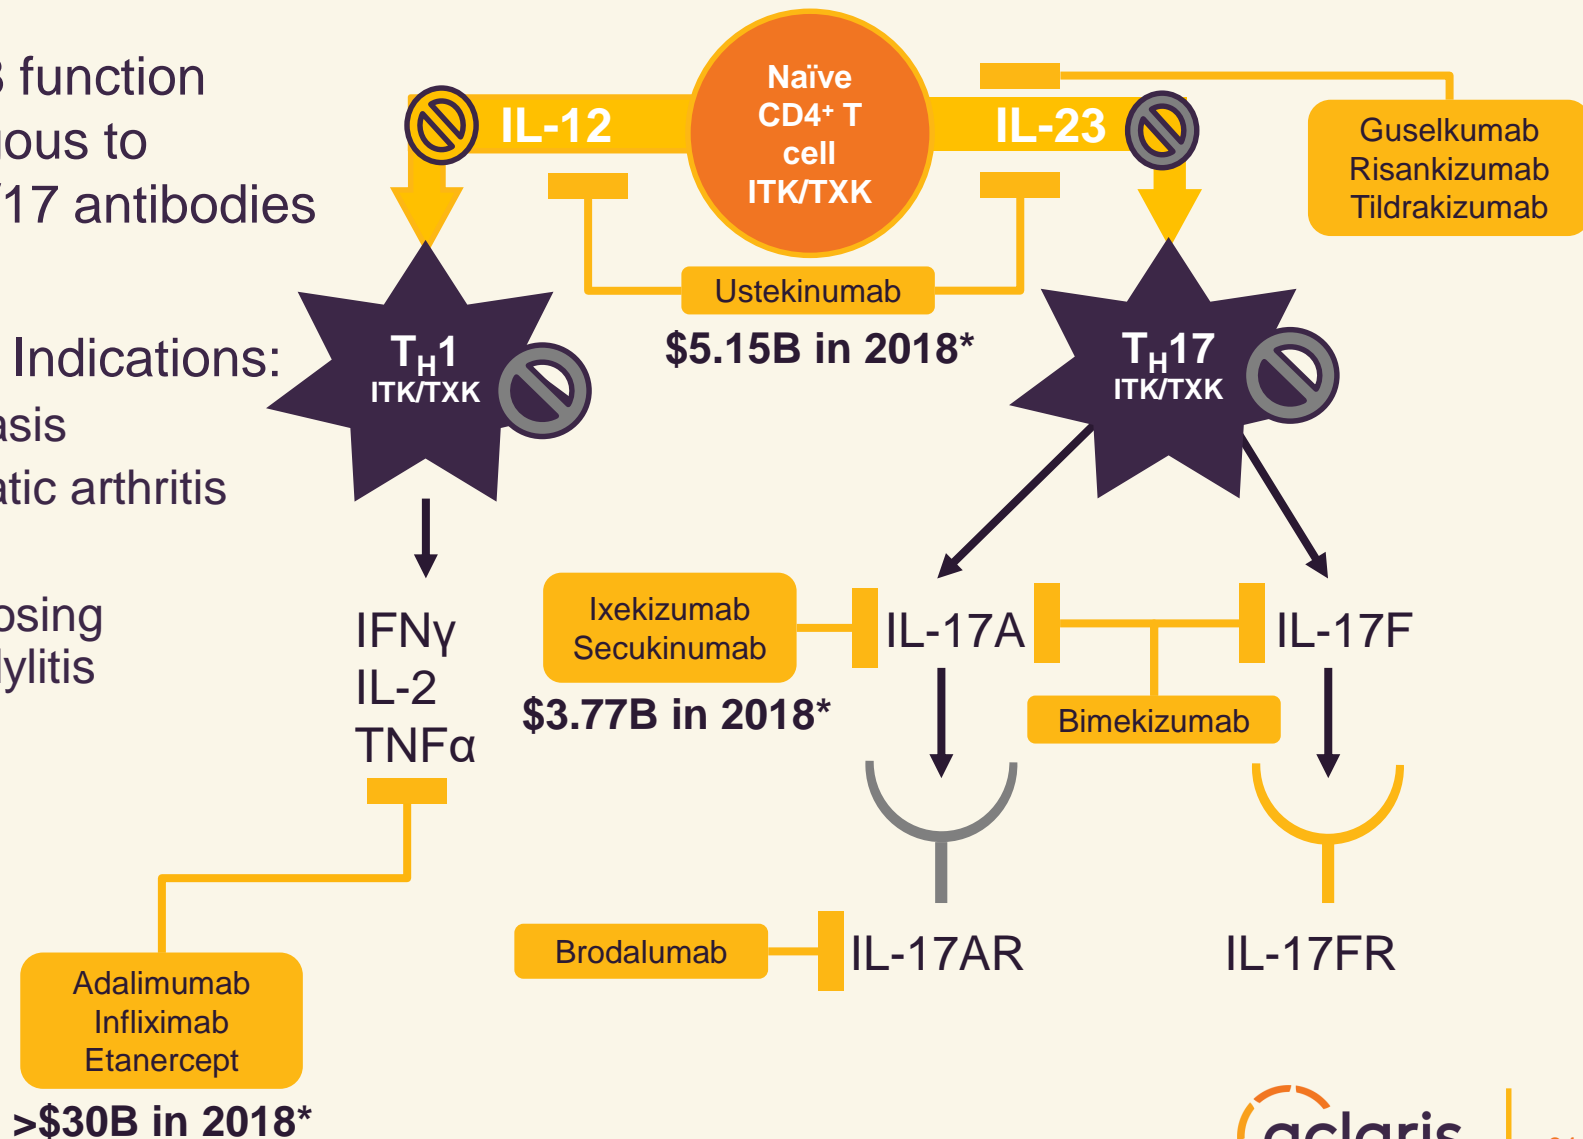 function
gous to
/17 antibodies
Indications:
asis
atic arthritis
osing
dylitis
Naïve
CD4⁺ T
cell
ITK/TXK
IL-12
IL-23
Guselkumab
Risankizumab
Tildrakizumab
Ustekinumab
$5.15B in 2018*
TH1
ITK/TXK
TH17
ITK/TXK
IFNγ
IL-2
TNFα
Ixekizumab
Secukinumab
$3.77B in 2018*
IL-17A
IL-17F
Bimekizumab
Brodalumab
IL-17AR
IL-17FR
Adalimumab
Infliximab
Etanercept
>$30B in 2018*
aclaris